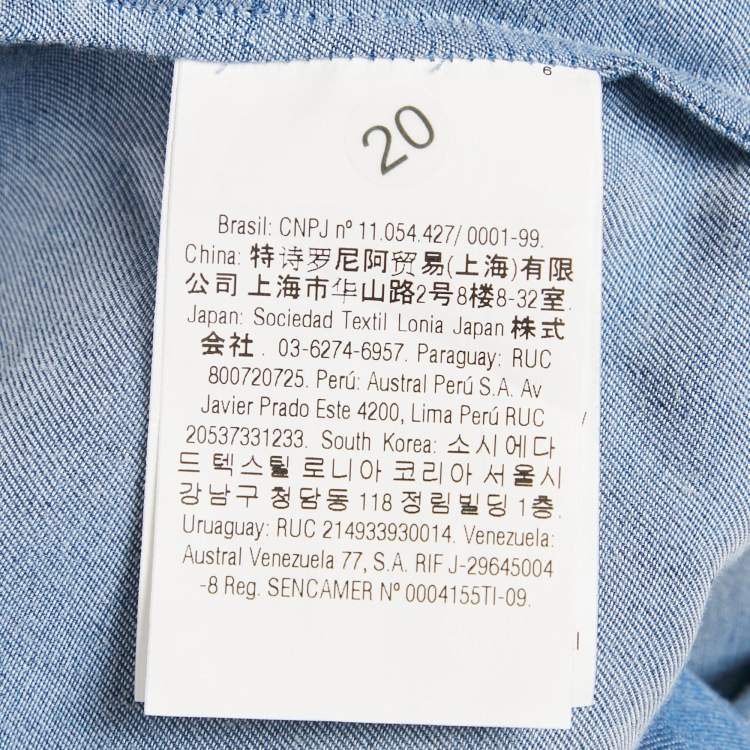 6
20
Brasil: CNPJ nº 11.054.427/ 0001-99.
China: 特诗罗尼阿贸易(上海)有限
公司 上海市华山路2号8楼8-32室.
Japan: Sociedad Textil Lonia Japan 株式
会社 . 03-6274-6957. Paraguay: RUC
800720725. Perú: Austral Perú S.A. Av
Javier Prado Este 4200, Lima Perú RUC
20537331233. South Korea: 소시에다
드 텍스틸 로니아 코리아 서울시
강남구 청담동 118 정림빌딩 1층.
Uruguay: RUC 214933930014. Venezuela:
Austral Venezuela 77, S.A. RIF J-29645004
-8 Reg. SENCAMER Nº 0004155TI-09.